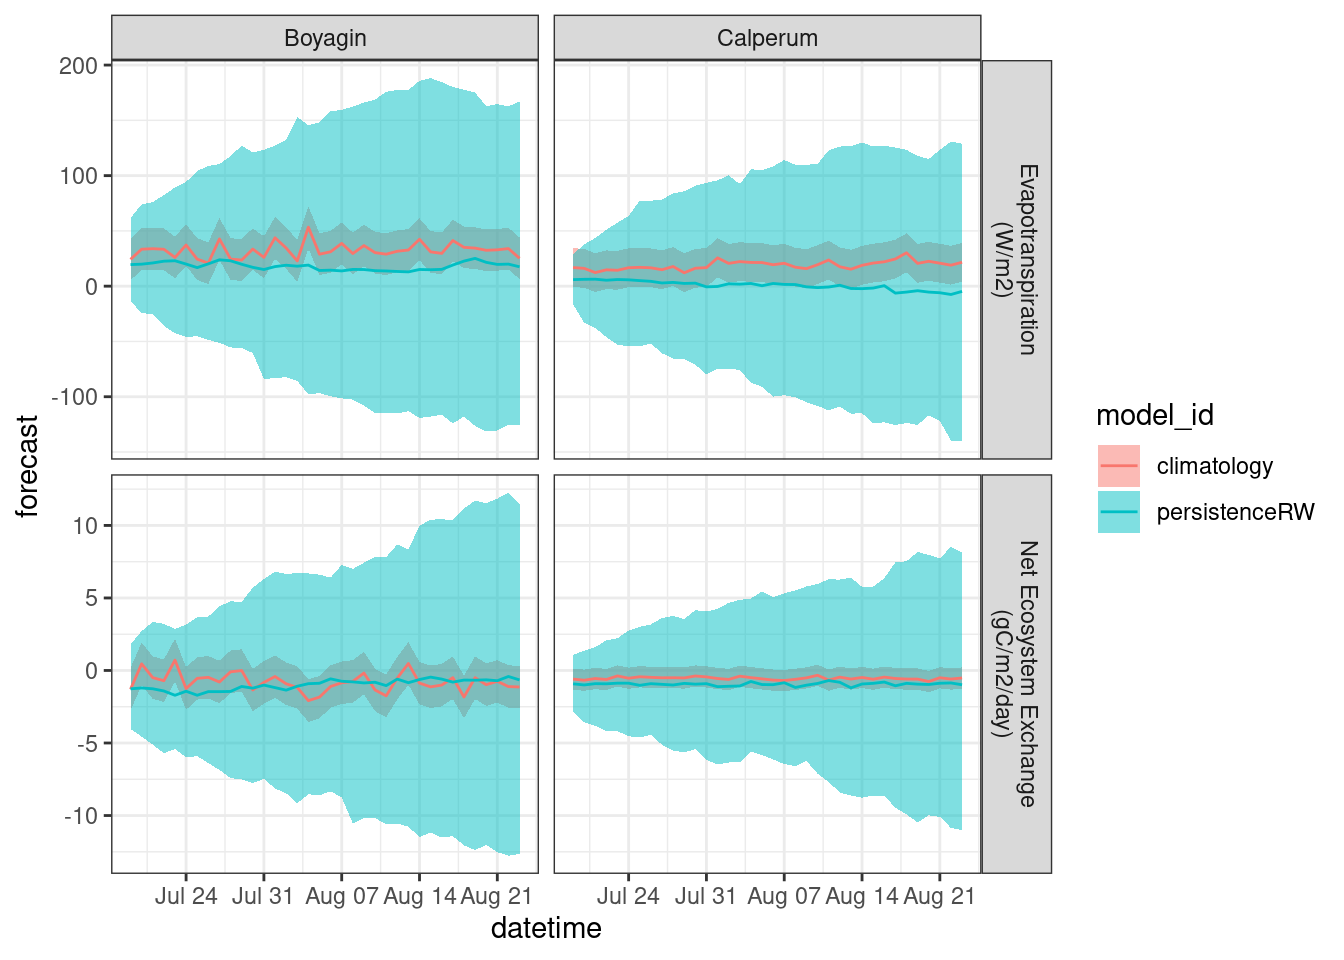 Boyagin
Calperum
200
100
0
-100
Evapotranspiration
(W/m2)
10
5
0
-5
-10
Net Ecosystem Exchange
(gC/m2/day)
forecast
Jul 24
Jul 31
Aug 07
Aug 14
Aug 21
Jul 24
Jul 31
Aug 07
Aug 14
Aug 21
datetime
model_id
climatology
persistenceRW